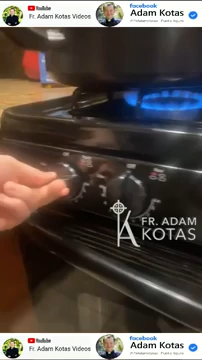 YouTube
Fr. Adam Kotas Videos
facebook
Adam Kotas
FR. ADAM
KOTAS
YouTube
Fr. Adam Kotas Videos
facebook
Adam Kotas